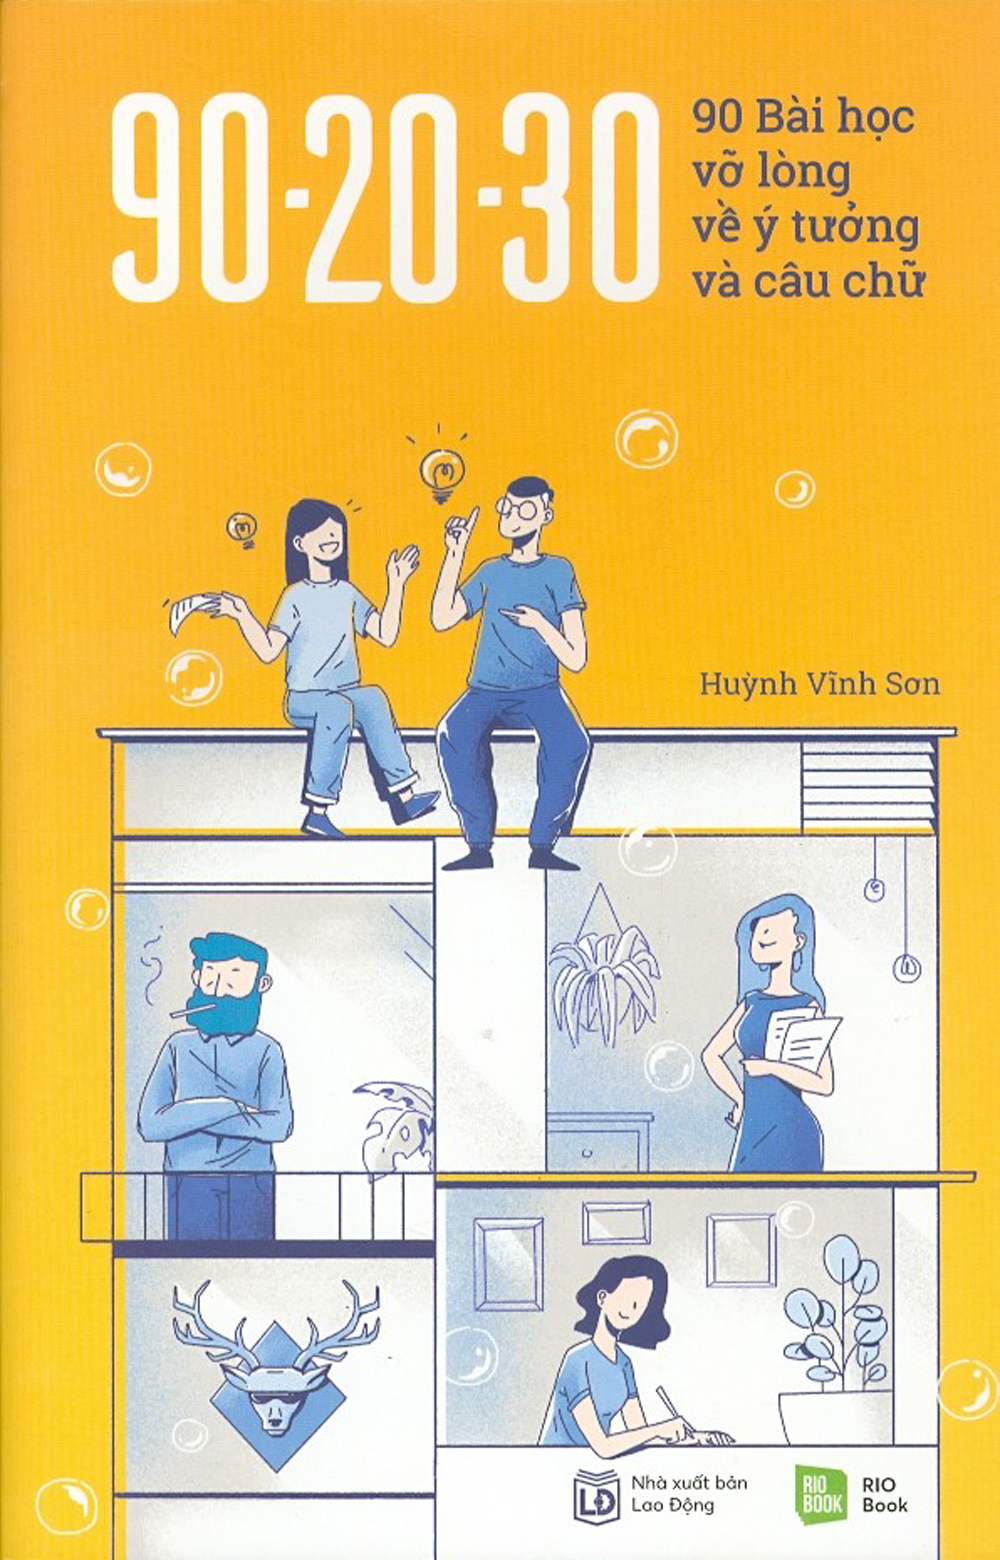 90-20-30
90 Bài học
vỡ lòng
về ý tưởng
và câu chữ
Huỳnh Vĩnh Sơn
LĐ
Nhà xuất bản
Lao Động
RIO
BOOK
RIO
Book